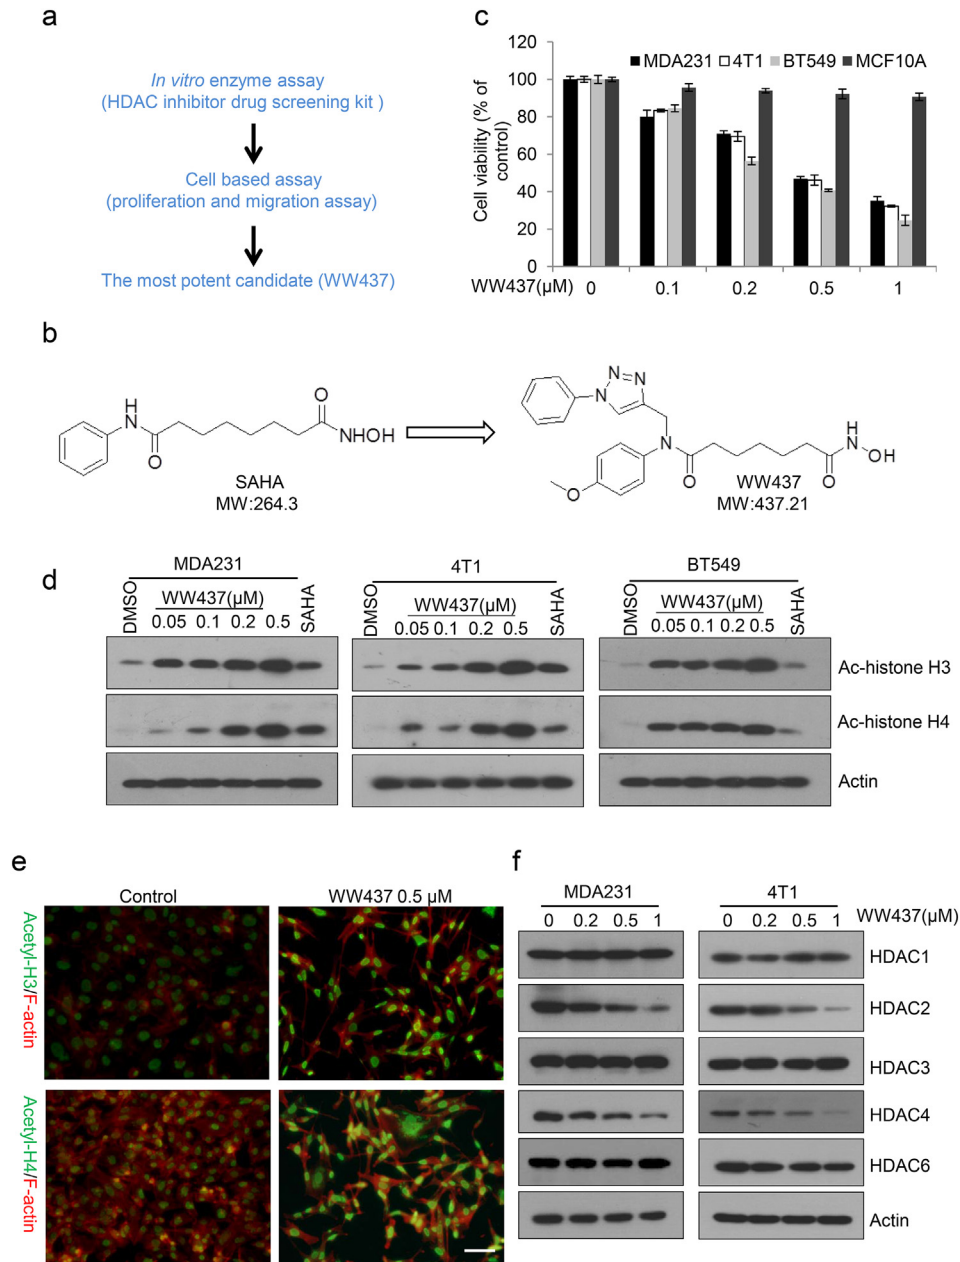 a
In vitro enzyme assay
(HDAC inhibitor drug screening kit )
Cell based assay
(proliferation and migration assay)
The most potent candidate (WW437)
c
Cell viability (% of
control)
120
100
80
60
40
20
0
MDA231 4T1 BT549 MCF10A
WW437(µM) 0 0.1 0.2 0.5 1
b
H
N
O
O
NHOH
SAHA
MW:264.3
N N
N
N
N
O
O
O
H
N
OH
WW437
MW:437.21
d
MDA231
DMSO
WW437(µM)
0.05 0.1 0.2 0.5
SAHA
4T1
DMSO
WW437(µM)
0.05 0.1 0.2 0.5
SAHA
BT549
DMSO
WW437(µM)
0.05 0.1 0.2 0.5
SAHA
Ac-histone H3
Ac-histone H4
Actin
e
Control
WW437 0.5 µM
Acetyl-H3/F-actin
Acetyl-H4/F-actin
f
MDA231
4T1
0 0.2 0.5 1
0 0.2 0.5 1
WW437(µM)
HDAC1
HDAC2
HDAC3
HDAC4
HDAC6
Actin